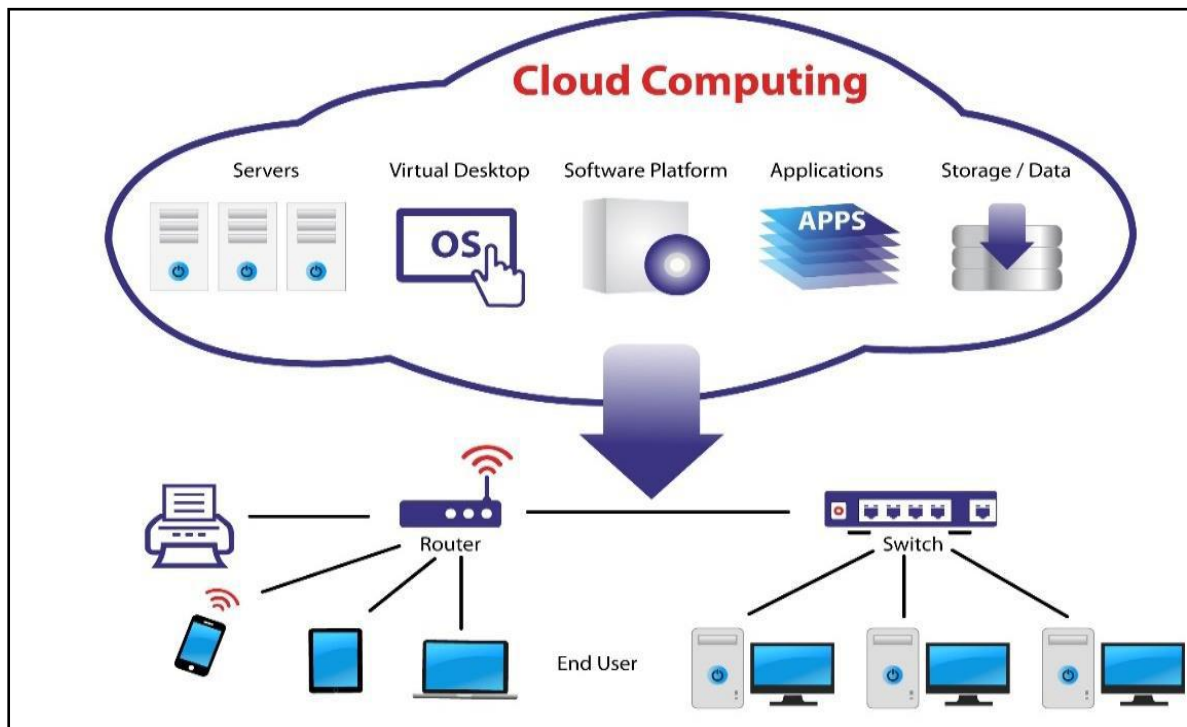 Cloud Computing
Servers
Virtual Desktop
Software Platform
Applications
Storage / Data
OS
APPS
Router
Switch
End User